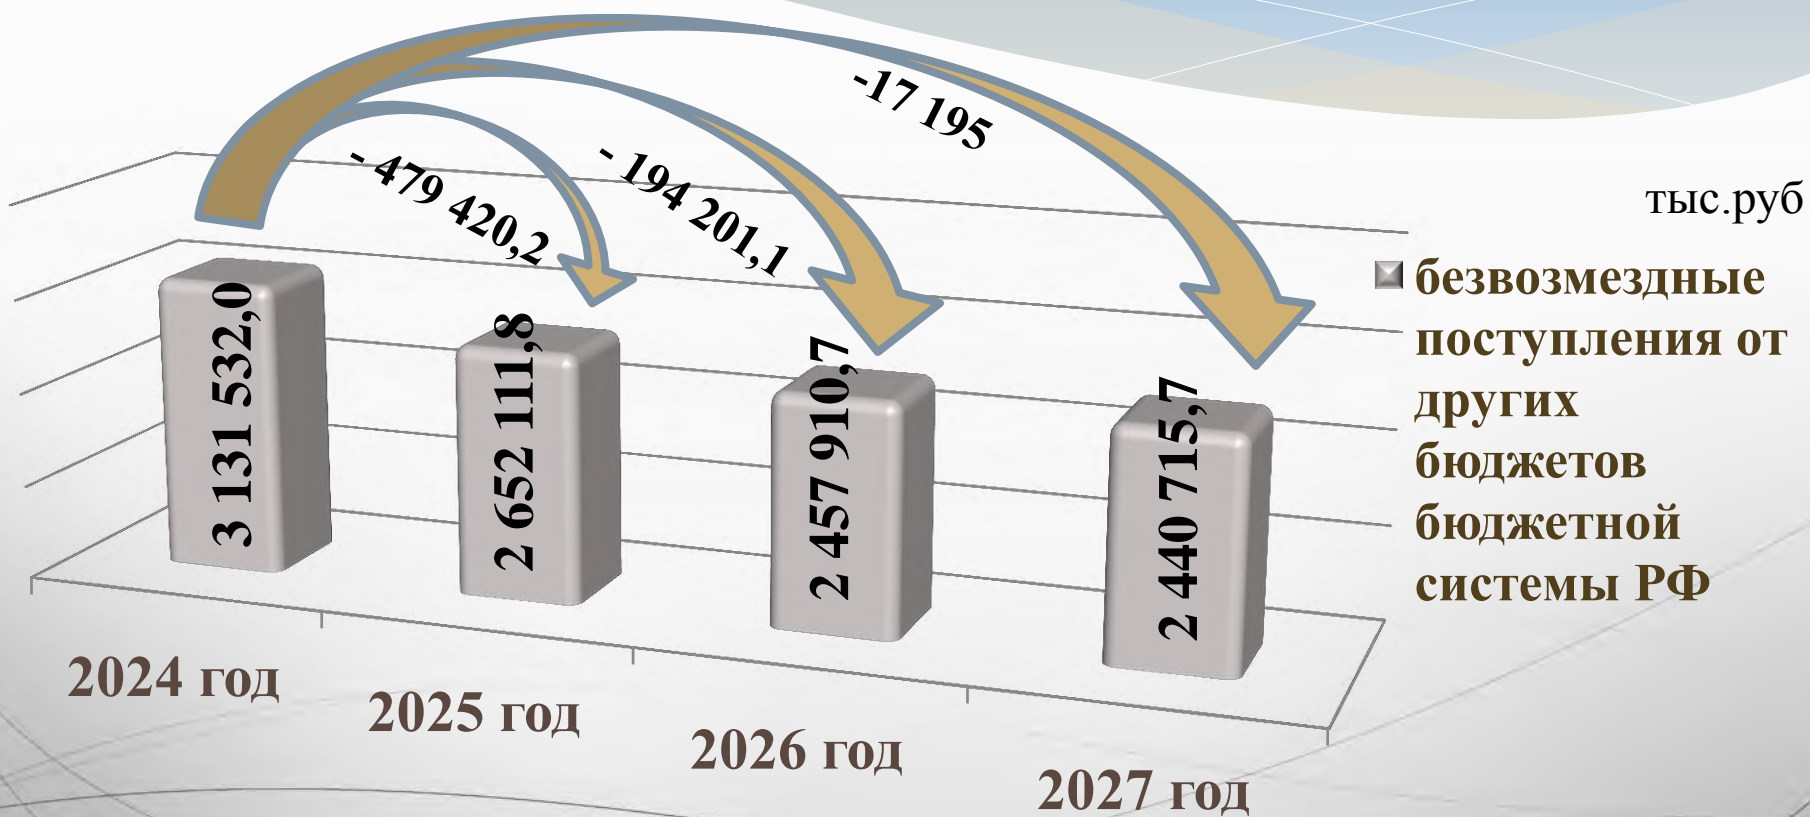 -17 195
- 194 201,1
- 479 420,2
тыс.руб
безвозмездные
поступления от
других
бюджетов
бюджетной
системы РФ
3 131 532,0
2 652 111,8
2 457 910,7
2 440 715,7
2024 год
2025 год
2026 год
2027 год